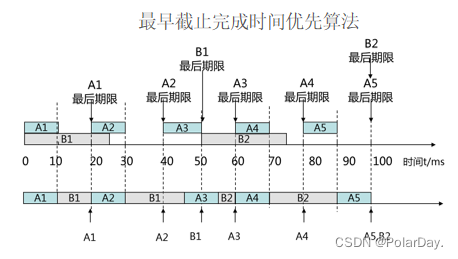 最早截止完成时间优先算法
B1 B2
A1 最后期限 A2 最后期限 A3 最后期限 A4 最后期限 最后期限 A5 最后期限
A1 A2 A3 A4 A5
B1 B2
0 10 20 30 40 50 60 70 80 90 100 时间t/ms
A1 B1 A2 B1 A3 B2 A4 B2 A5
A1 A2 B1 A3 A4 A5,B2
CSDN @PolarDay.